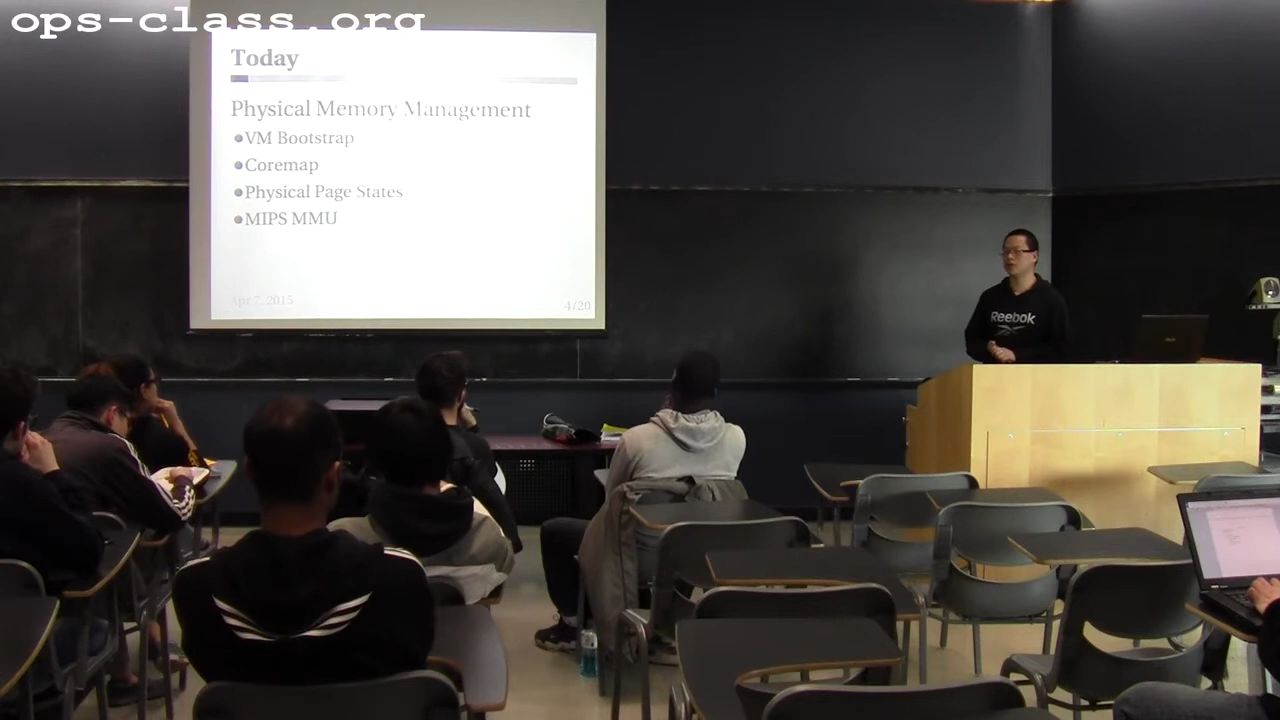 ops-class.org
Today
Physical Memory Management
VM Bootstrap
Coremap
Physical Page States
MIPS MMU
Apr 7, 2015
4/20
Reebok